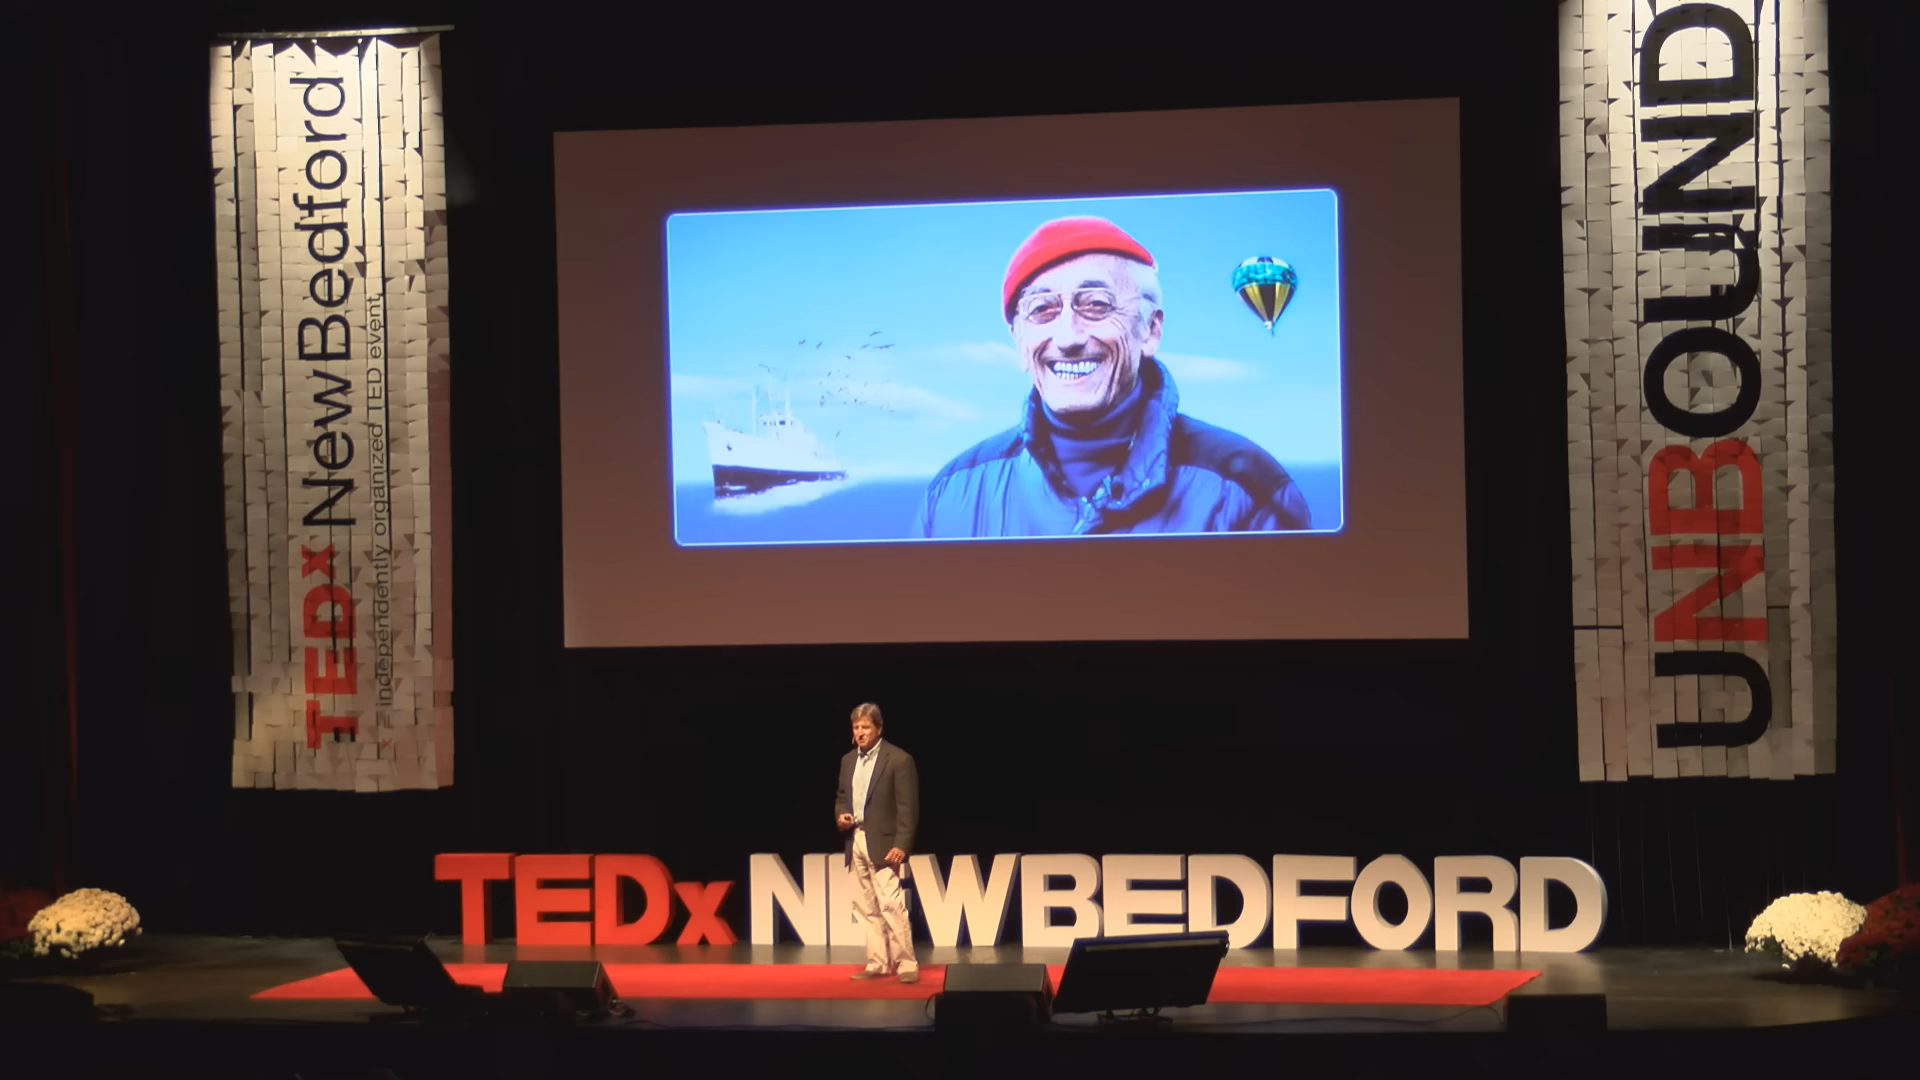 TEDxNewBedford
x = independently organized TED event
UNBOUND
TEDxNEWBEDFORD